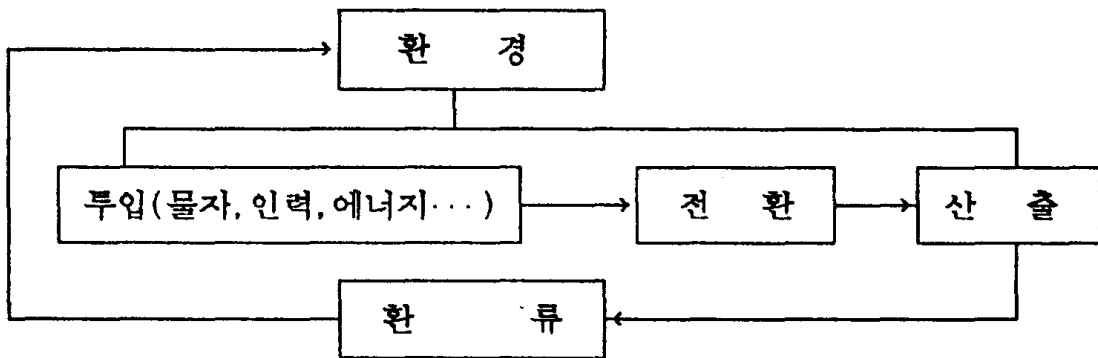 환 경
투입(물자, 인력, 에너지···) 전 환 산 출
환 류